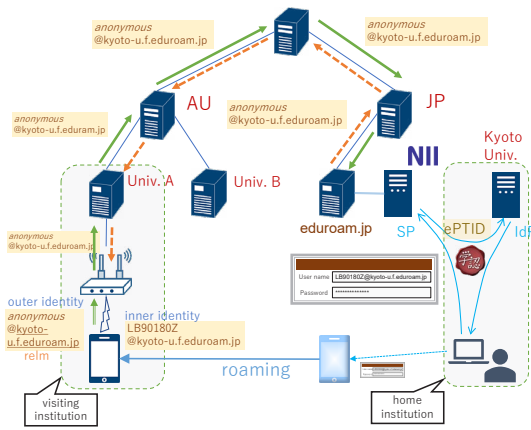 anonymous
@kyoto-u.f.eduroam.jp
anonymous
@kyoto-u.f.eduroam.jp
AU
JP
anonymous
@kyoto-u.f.eduroam.jp
anonymous
@kyoto-u.f.eduram.jp
NII
Kyoto
Univ.
Univ. A
Univ. B
eduroam.jp
SP
ePTID
Id
anonymous
@kyoto-u.f.eduroam.jp
User name
LB90180Z@kyoto-u.f.eduroam.jp
Password
**************
outer identity
anonymous
@kyoto-
u.f.eduroam.jp
relm
inner identity
LB90180Z
@kyoto-u.f.eduroam.jp
roaming
visiting
institution
home
institution